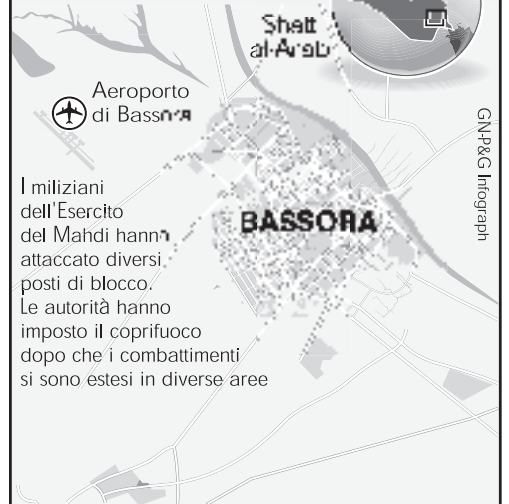 Shatt
al-Arab
Aeroporto
di Bassora
I miliziani
dell'Esercito
del Mahdi hanno
attaccato diversi
posti di blocco.
Le autorità hanno
imposto il coprifuoco
dopo che i combattimenti
si sono estesi in diverse aree
BASSORA
GN-P&G Infograph